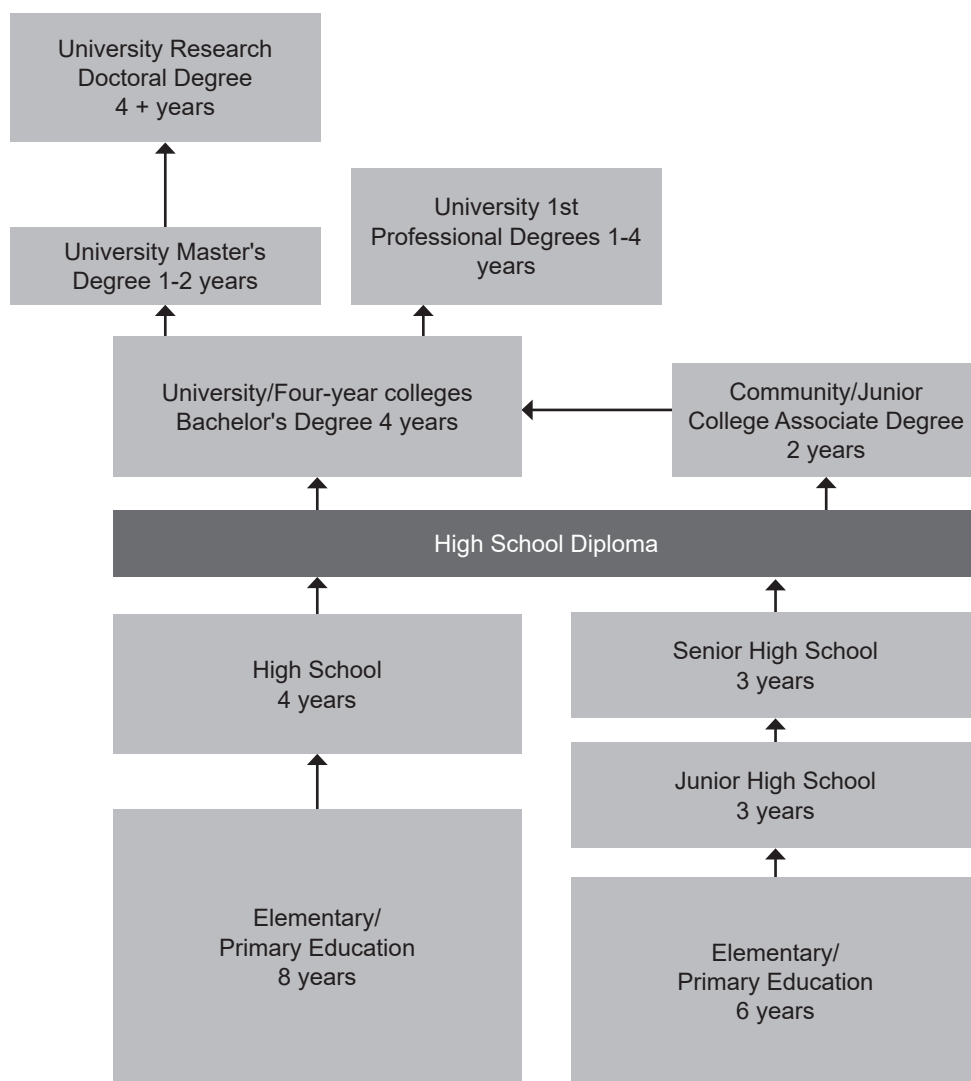 University Research
Doctoral Degree
4 + years
University 1st
Professional Degrees 1-4
years
University Master's
Degree 1-2 years
University/Four-year colleges
Bachelor's Degree 4 years
Community/Junior
College Associate Degree
2 years
High School Diploma
High School
4 years
Senior High School
3 years
Junior High School
3 years
Elementary/
Primary Education
8 years
Elementary/
Primary Education
6 years